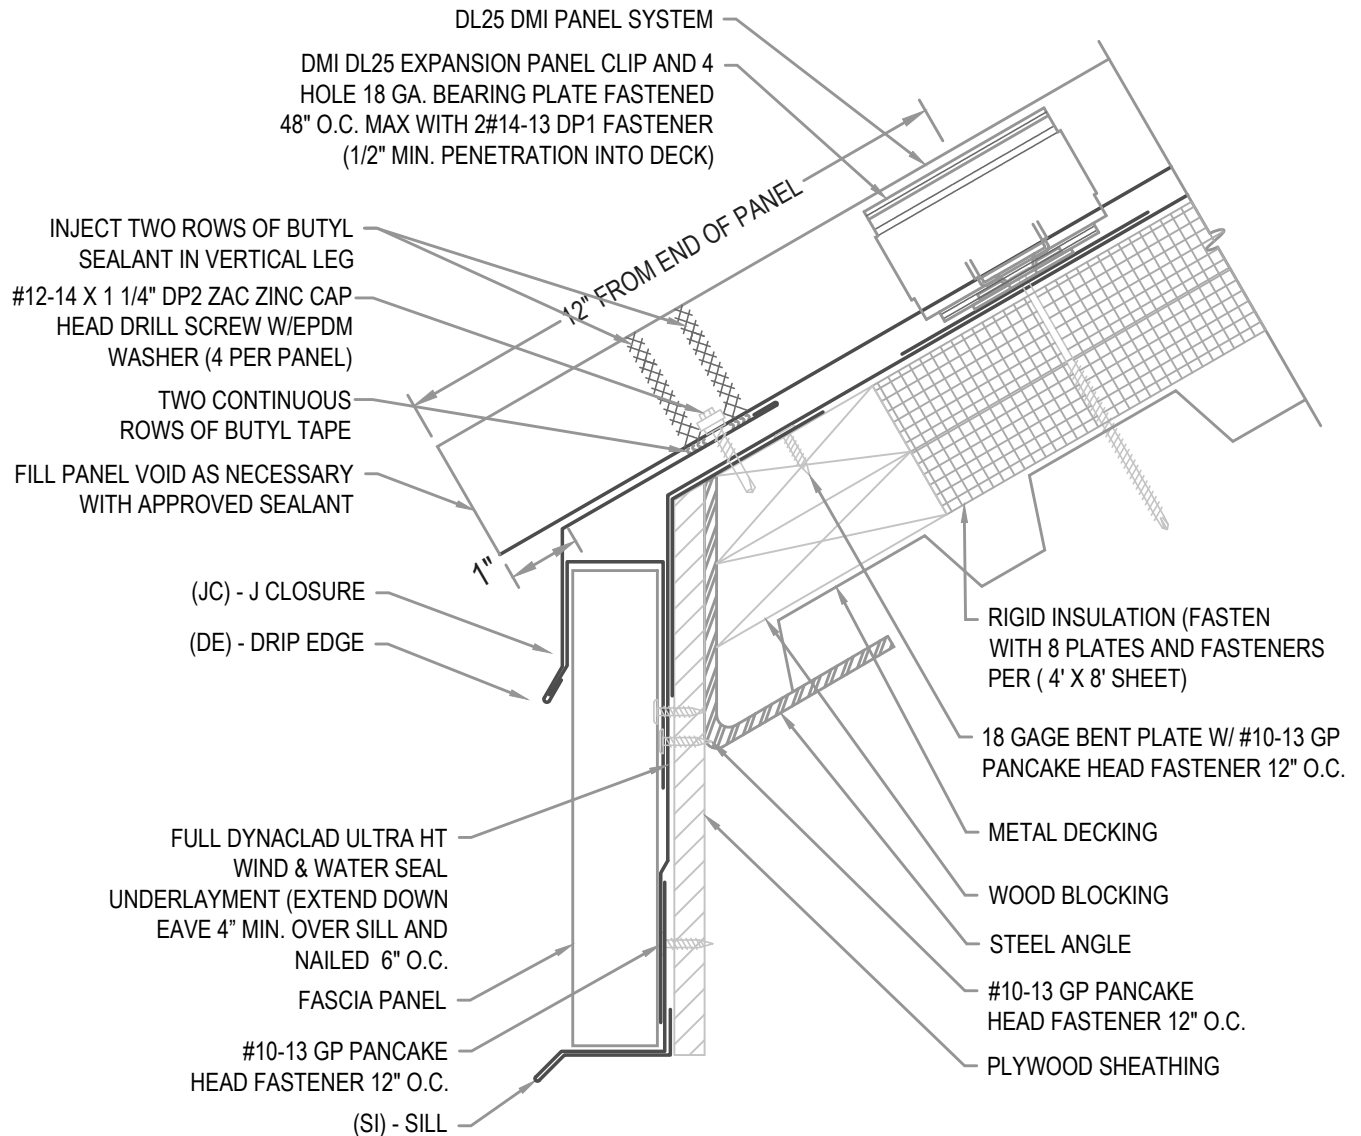 DL25 DMI PANEL SYSTEM
DMI DL25 EXPANSION PANEL CLIP AND 4
HOLE 18 GA. BEARING PLATE FASTENED
48" O.C. MAX WITH 2#14-13 DP1 FASTENER
(1/2" MIN. PENETRATION INTO DECK)
12" FROM END OF PANEL
INJECT TWO ROWS OF BUTYL
SEALANT IN VERTICAL LEG
#12-14 X 1 1/4" DP2 ZAC ZINC CAP
HEAD DRILL SCREW W/EPDM
WASHER (4 PER PANEL)
TWO CONTINUOUS
ROWS OF BUTYL TAPE
FILL PANEL VOID AS NECESSARY
WITH APPROVED SEALANT
1"
(JC) - J CLOSURE
(DE) - DRIP EDGE
FULL DYNACLAD ULTRA HT
WIND & WATER SEAL
UNDERLAYMENT (EXTEND DOWN
EAVE 4” MIN. OVER SILL AND
NAILED 6" O.C.
FASCIA PANEL
#10-13 GP PANCAKE
HEAD FASTENER 12" O.C.
(SI) - SILL
RIGID INSULATION (FASTEN
WITH 8 PLATES AND FASTENERS
PER ( 4' X 8' SHEET)
18 GAGE BENT PLATE W/ #10-13 GP
PANCAKE HEAD FASTENER 12" O.C.
METAL DECKING
WOOD BLOCKING
STEEL ANGLE
#10-13 GP PANCAKE
HEAD FASTENER 12" O.C.
PLYWOOD SHEATHING